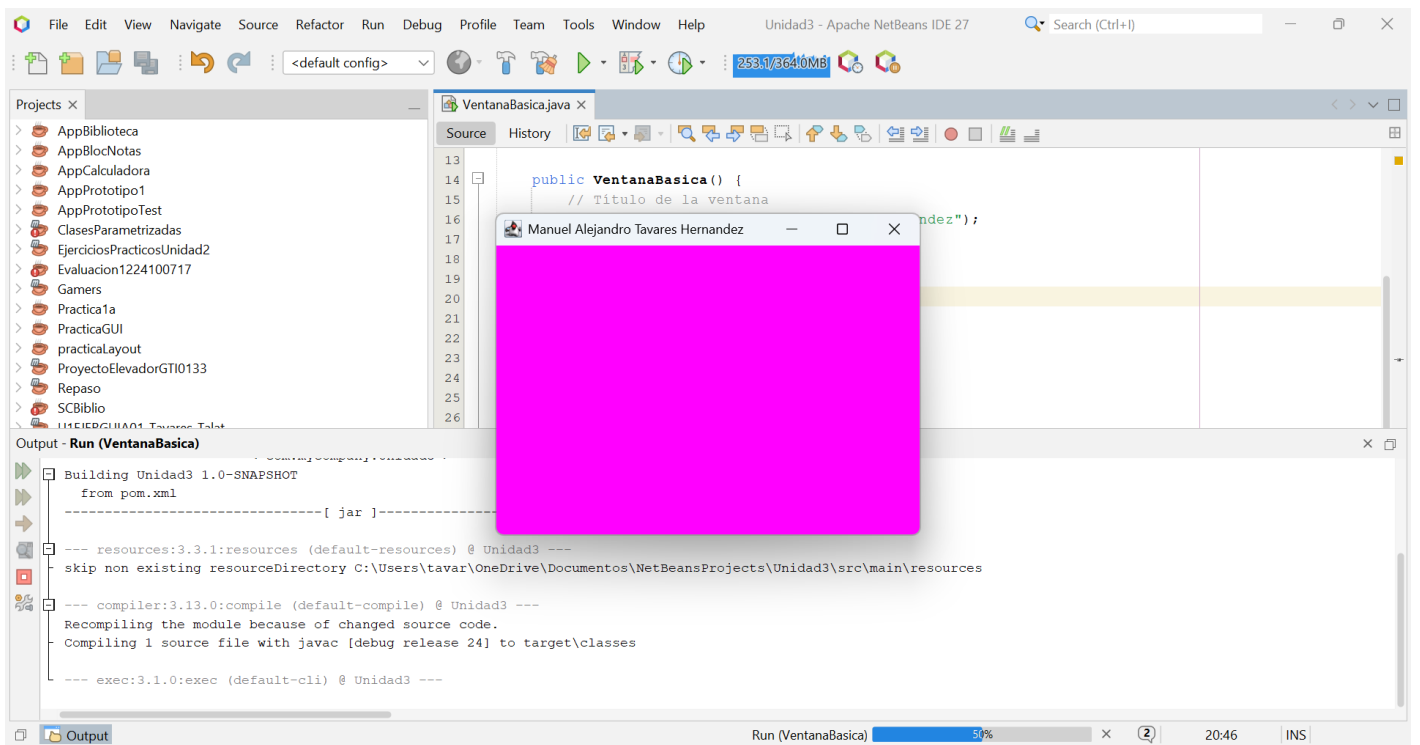 File Edit View Navigate Source Refactor Run Debug Profile Team Tools Window Help Unidad3 - Apache NetBeans IDE 27 Search (Ctrl+I)
<default config> 253.1/364.0MB
Projects
AppBiblioteca
AppBlocNotas
AppCalculadora
AppPrototipo1
AppPrototipoTest
ClasesParametrizadas
EjerciciosPracticosUnidad2
Evaluacion1224100717
Gamers
Practica1a
PracticaGUI
practicaLayout
ProyectoElevadorGTI0133
Repaso
SCBiblio
VentanaBasica.java
Source History
13
14 public VentanaBasica() {
15 // Título de la ventana
16 ndez");
17
18
19
20
21
22
23
24
25
26
Manuel Alejandro Tavares Hernandez
Output - Run (VentanaBasica)
Building Unidad3 1.0-SNAPSHOT
from pom.xml
--------------------------------[ jar ]---------------
--- resources:3.3.1:resources (default-resources) @ Unidad3 ---
skip non existing resourceDirectory C:\Users\tavar\OneDrive\Documentos\NetBeansProjects\Unidad3\src\main\resources
--- compiler:3.13.0:compile (default-compile) @ Unidad3 ---
Recompiling the module because of changed source code.
Compiling 1 source file with javac [debug release 24] to target\classes
--- exec:3.1.0:exec (default-cli) @ Unidad3 ---
Output Run (VentanaBasica) 50% 2 20:46 INS